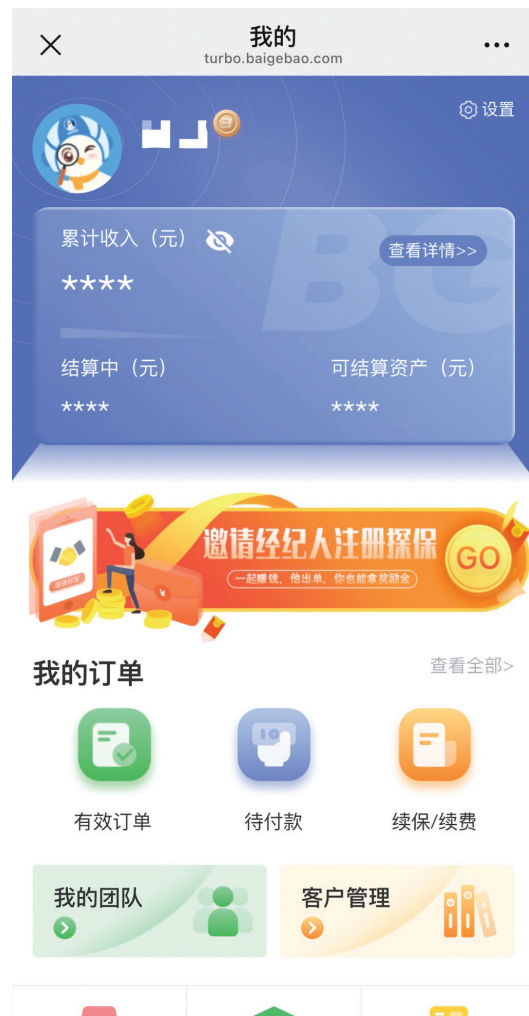 我的
turbo.baigebao.com
设置
累计收入（元）
查看详情>>
****
结算中（元）
可结算资产（元）
****
****
邀请经纪人注册探保
GO
一起赚钱，他出单，你也能拿奖励金
我的订单
查看全部>
有效订单
待付款
续保/续费
我的团队
客户管理